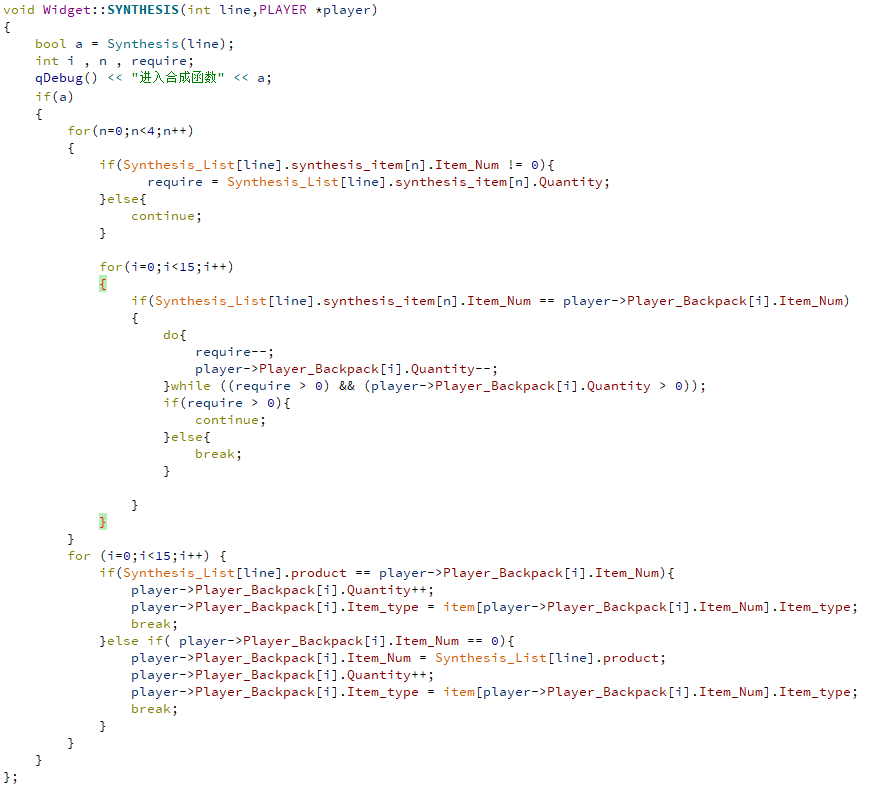 void Widget::SYNTHESIS(int line,PLAYER *player)
{
    bool a = Synthesis(line);
    int i , n , require;
    qDebug() << "进入合成函数" << a;
    if(a)
    {
        for(n=0;n<4;n++)
        {
            if(Synthesis_List[line].synthesis_item[n].Item_Num != 0){
                  require = Synthesis_List[line].synthesis_item[n].Quantity;
            }else{
                continue;
            }

            for(i=0;i<15;i++)
            {
                if(Synthesis_List[line].synthesis_item[n].Item_Num == player->Player_Backpack[i].Item_Num)
                {
                    do{
                        require--;
                        player->Player_Backpack[i].Quantity--;
                    }while ((require > 0) && (player->Player_Backpack[i].Quantity > 0));
                    if(require > 0){
                        continue;
                    }else{
                        break;
                    }

                }
            }
        }
        for (i=0;i<15;i++) {
            if(Synthesis_List[line].product == player->Player_Backpack[i].Item_Num){
                player->Player_Backpack[i].Quantity++;
                player->Player_Backpack[i].Item_type = item[player->Player_Backpack[i].Item_Num].Item_type;
                break;
            }else if( player->Player_Backpack[i].Item_Num == 0){
                player->Player_Backpack[i].Item_Num = Synthesis_List[line].product;
                player->Player_Backpack[i].Quantity++;
                player->Player_Backpack[i].Item_type = item[player->Player_Backpack[i].Item_Num].Item_type;
                break;
            }
        }
    }
};